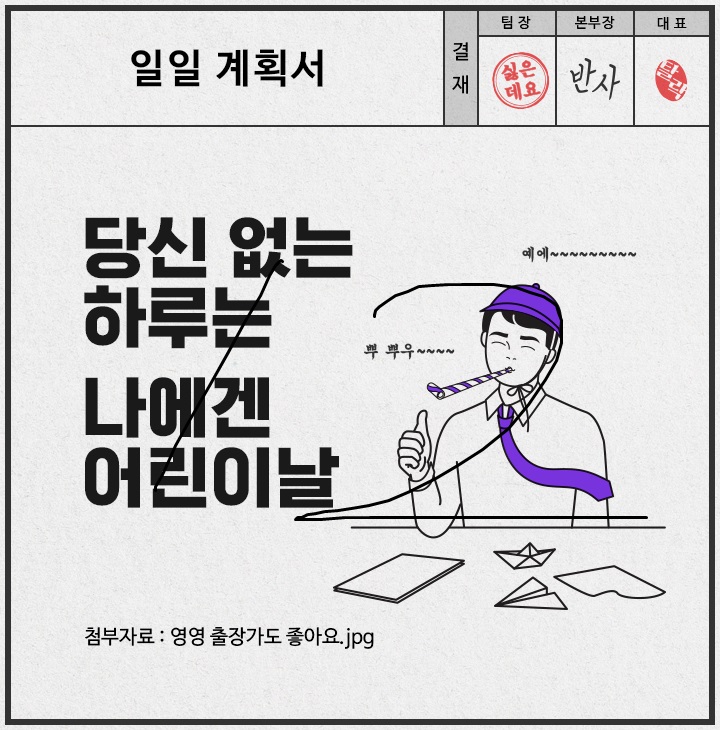 일일 계획서
결재
팀 장
본부장
대 표
싫은데요
반사
당신 없는
하루는
나에겐
어린이날
예에~~~~~~~~~
뿌 뿌우~~~~
첨부자료 : 영영 출장가도 좋아요.jpg